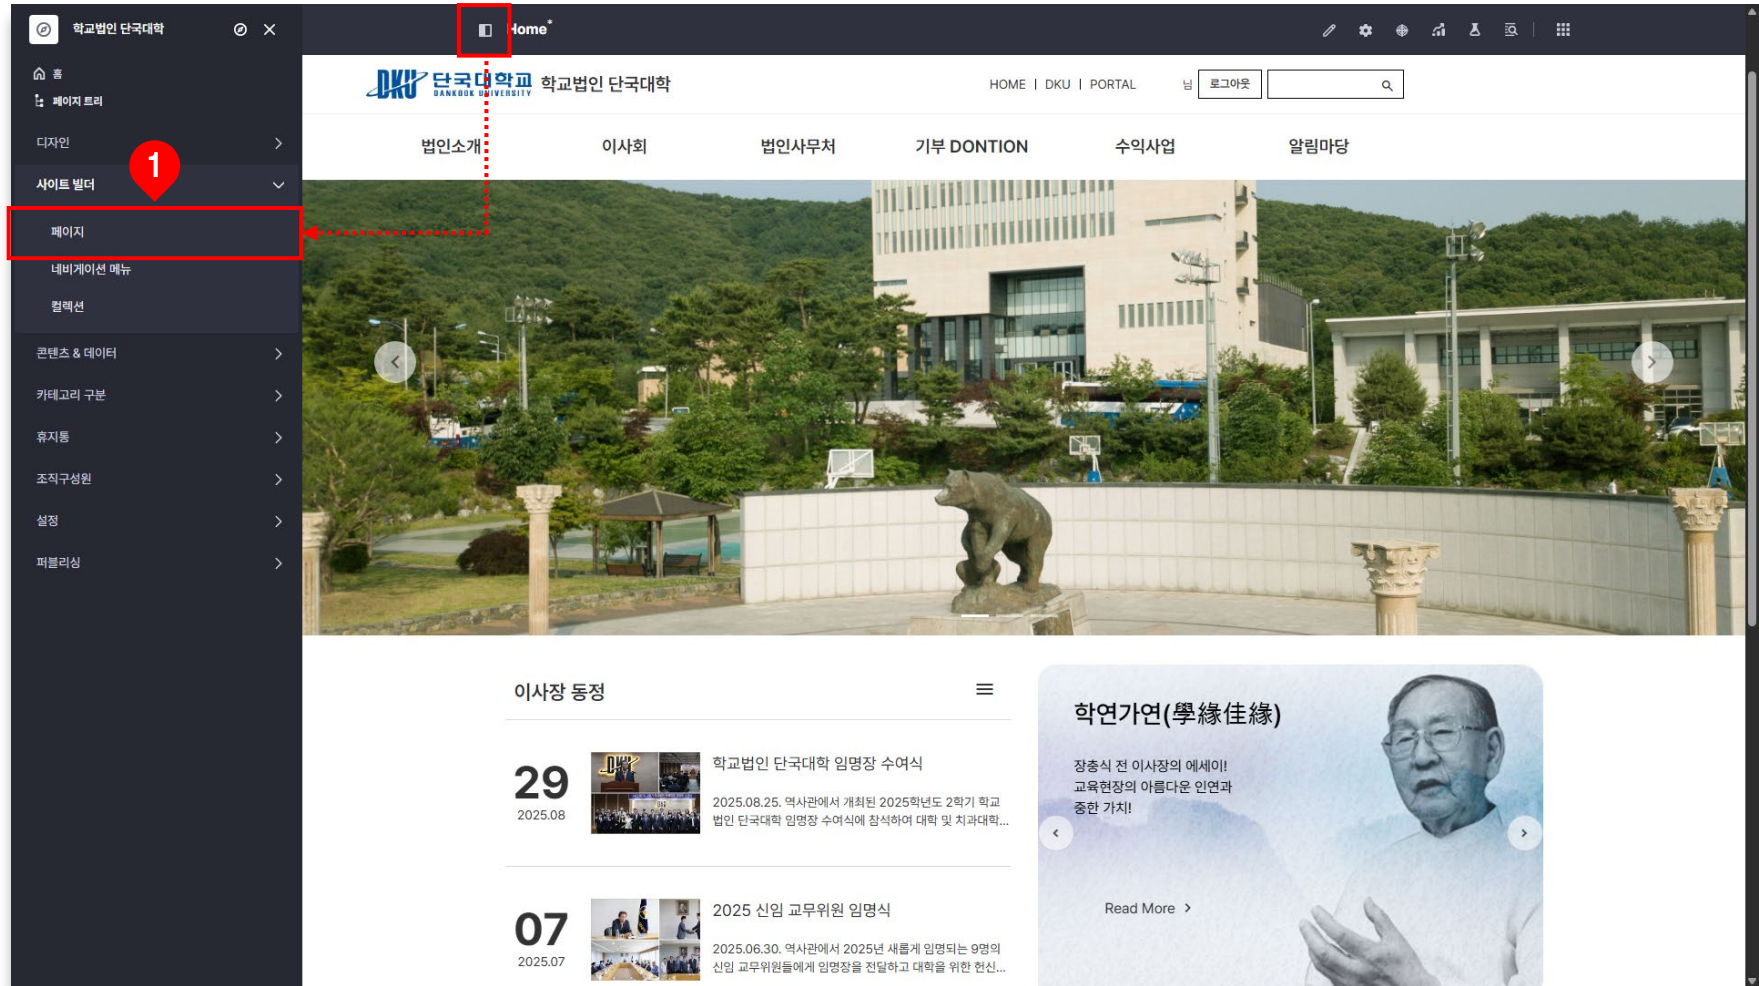 학교법인 단국대학
홈
페이지 트리
디자인
1
사이트 빌더
페이지
네비게이션 메뉴
컬렉션
콘텐츠 & 데이터
카테고리 구분
휴지통
조직구성원
설정
퍼블리싱
Home*
DKU 단국대학교 학교법인 단국대학
DANKOOK UNIVERSITY
HOME | DKU | PORTAL 님 로그아웃
법인소개 이사회 법인사무처 기부 DONTION 수익사업 알림마당
이사장 동정
29
2025.08
학교법인 단국대학 임명장 수여식
2025.08.25. 역사관에서 개최된 2025학년도 2학기 학교
법인 단국대학 임명장 수여식에 참석하여 대학 및 치과대학...
07
2025.07
2025 신임 교무위원 임명식
2025.06.30. 역사관에서 2025년 새롭게 임명되는 9명의
신임 교무위원들에게 임명장을 전달하고 대학을 위한 헌신...
학연가연(學緣佳緣)
장충식 전 이사장의 에세이!
교육현장의 아름다운 인연과
중한 가치!
Read More